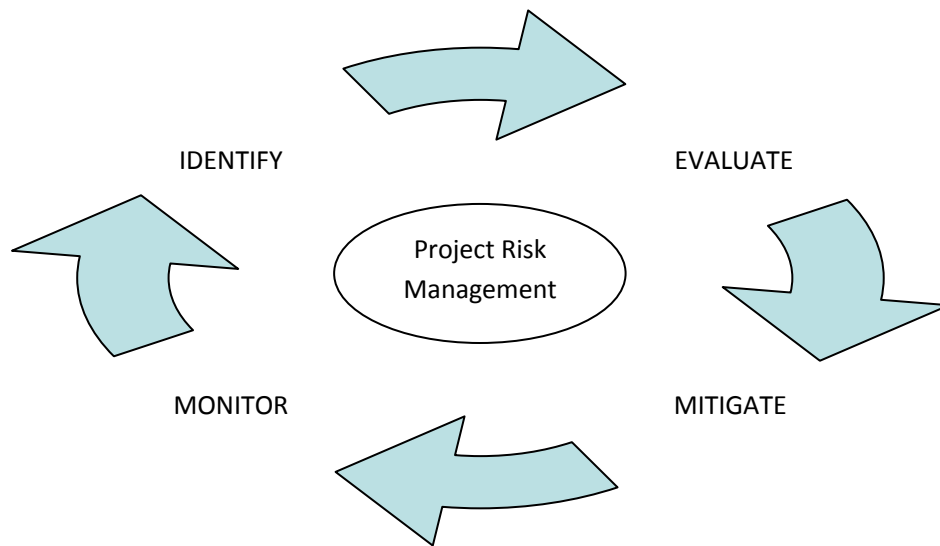 IDENTIFY
EVALUATE
Project Risk
Management
MONITOR
MITIGATE